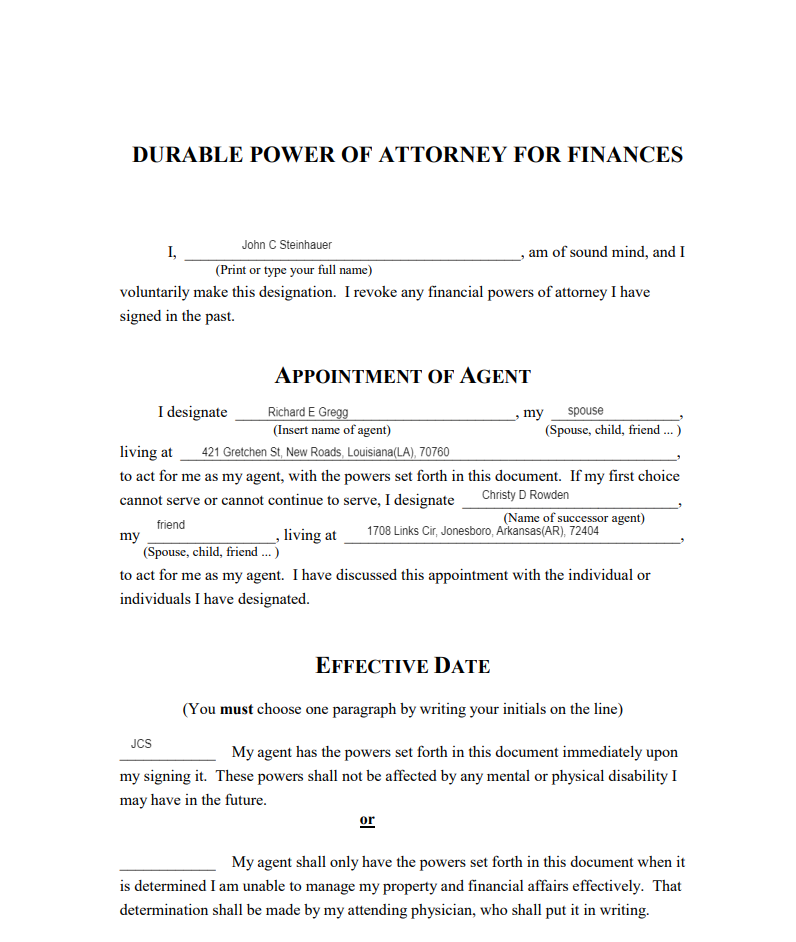 DURABLE POWER OF ATTORNEY FOR FINANCES
I, John C Steinhauer, am of sound mind, and I
(Print or type your full name)
voluntarily make this designation. I revoke any financial powers of attorney I have
signed in the past.
APPOINTMENT OF AGENT
I designate Richard E Gregg, my spouse,
(Insert name of agent) (Spouse, child, friend ... )
living at 421 Gretchen St, New Roads, Louisiana(LA), 70760,
to act for me as my agent, with the powers set forth in this document. If my first choice
cannot serve or cannot continue to serve, I designate Christy D Rowden,
(Name of successor agent)
my friend, living at 1708 Links Cir, Jonesboro, Arkansas(AR), 72404,
(Spouse, child, friend ... )
to act for me as my agent. I have discussed this appointment with the individual or
individuals I have designated.
EFFECTIVE DATE
(You must choose one paragraph by writing your initials on the line)
JCS My agent has the powers set forth in this document immediately upon
my signing it. These powers shall not be affected by any mental or physical disability I
may have in the future.
or
My agent shall only have the powers set forth in this document when it
is determined I am unable to manage my property and financial affairs effectively. That
determination shall be made by my attending physician, who shall put it in writing.